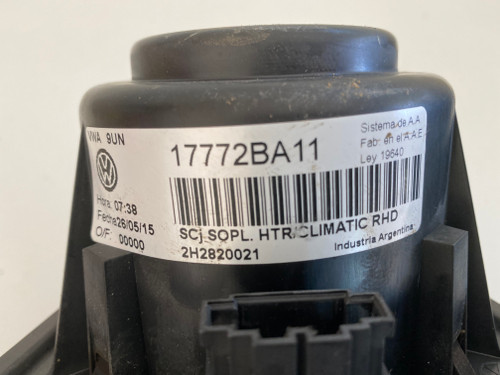 VWA 9UN
17772BA11
Sistema de A.A
Fabr en el A.A.E
Ley 19640
Hora 07:38
Fecha26/05/15
O/F: 00000
SCj SOPL. HTR/CLIMATIC RHD
2H2820021
Industria Argentina